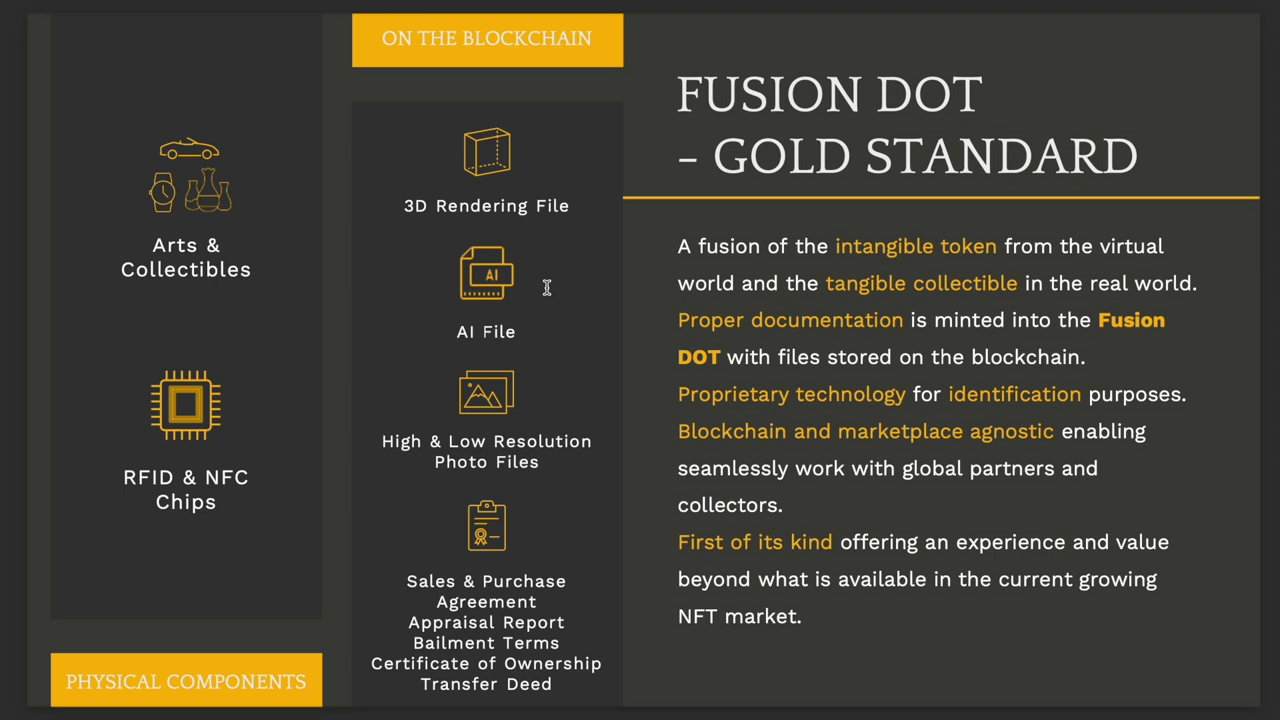 Arts &
Collectibles
RFID & NFC
Chips
PHYSICAL COMPONENTS
ON THE BLOCKCHAIN
3D Rendering File
AI
AI File
High & Low Resolution
Photo Files
Sales & Purchase
Agreement
Appraisal Report
Bailment Terms
Certificate of Ownership
Transfer Deed
FUSION DOT
– GOLD STANDARD
A fusion of the intangible token from the virtual
world and the tangible collectible in the real world.
Proper documentation is minted into the Fusion
DOT with files stored on the blockchain.
Proprietary technology for identification purposes.
Blockchain and marketplace agnostic enabling
seamlessly work with global partners and
collectors.
First of its kind offering an experience and value
beyond what is available in the current growing
NFT market.